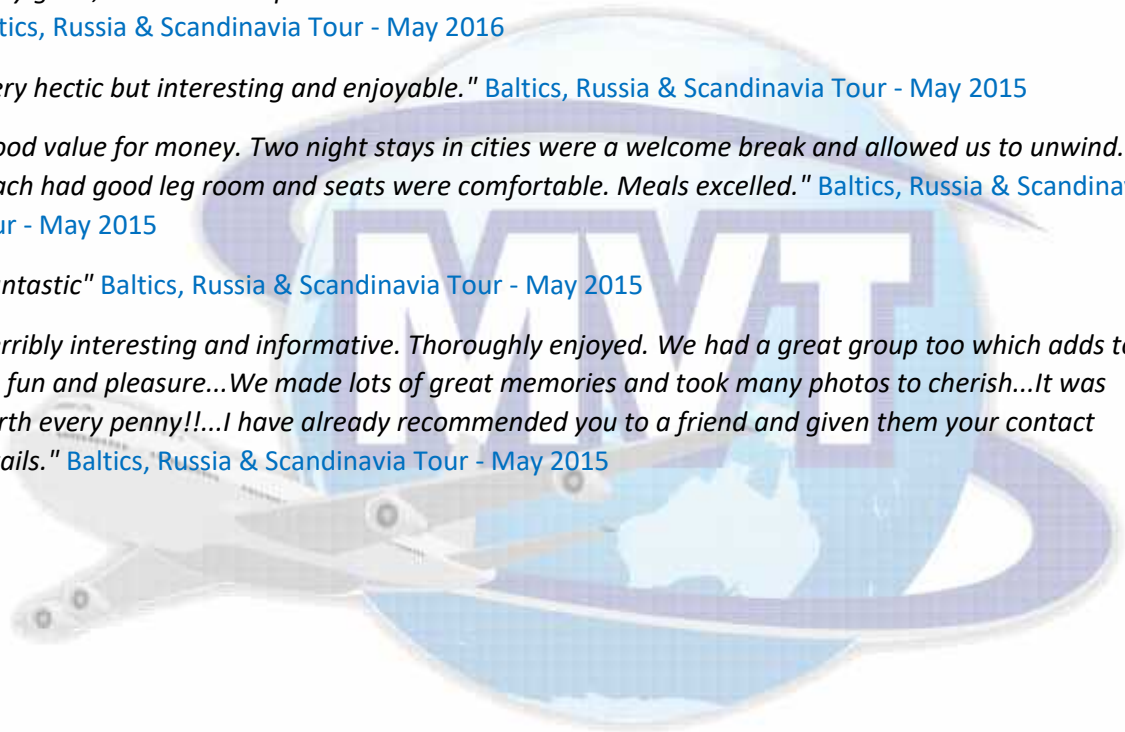 tics, Russia & Scandinavia Tour - May 2016
ery hectic but interesting and enjoyable." Baltics, Russia & Scandinavia Tour - May 2015
ood value for money. Two night stays in cities were a welcome break and allowed us to unwind.
ach had good leg room and seats were comfortable. Meals excelled." Baltics, Russia & Scandina
ur - May 2015
antastic" Baltics, Russia & Scandinavia Tour - May 2015
erribly interesting and informative. Thoroughly enjoyed. We had a great group too which adds t
fun and pleasure...We made lots of great memories and took many photos to cherish...It was
rth every penny!!...I have already recommended you to a friend and given them your contact
ails." Baltics, Russia & Scandinavia Tour - May 2015
MVT